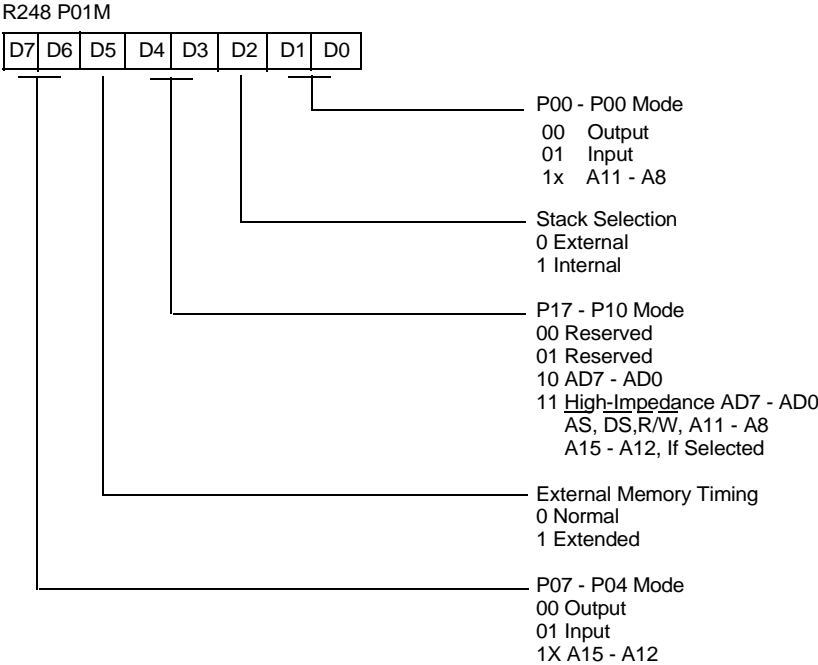 R248 P01M
D7 D6 D5 D4 D3 D2 D1 D0
P00 - P00 Mode
00 Output
01 Input
1x A11 - A8
Stack Selection
0 External
1 Internal
P17 - P10 Mode
00 Reserved
01 Reserved
10 AD7 - AD0
11 High-Impedance AD7 - AD0
AS, DS,R/W, A11 - A8
A15 - A12, If Selected
External Memory Timing
0 Normal
1 Extended
P07 - P04 Mode
00 Output
01 Input
1X A15 - A12